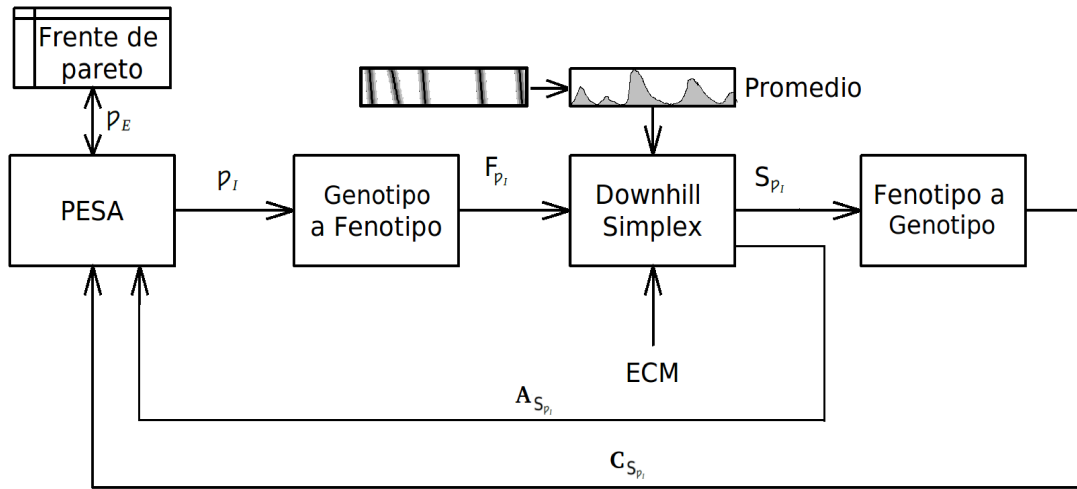 Frente de
pareto
Promedio
p_E
PESA
p_I
Genotipo
a Fenotipo
F_{p_I}
Downhill
Simplex
S_{p_I}
Fenotipo a
Genotipo
ECM
A_{S_{p_I}}
C_{S_{p_I}}